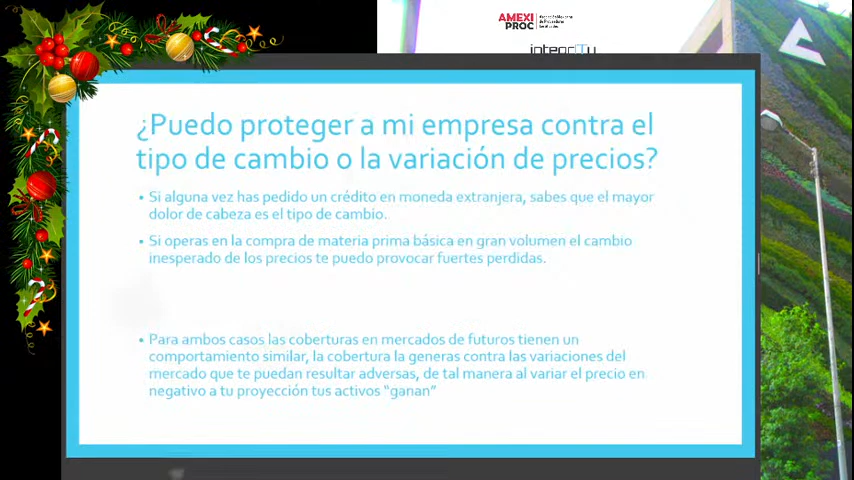 AMEXI
PROC
integrITy
¿Puedo proteger a mi empresa contra el
tipo de cambio o la variación de precios?
• Si alguna vez has pedido un crédito en moneda extranjera, sabes que el mayor
dolor de cabeza es el tipo de cambio.
• Si operas en la compra de materia prima básica en gran volumen el cambio
inesperado de los precios te puedo provocar fuertes perdidas.
• Para ambos casos las coberturas en mercados de futuros tienen un
comportamiento similar, la cobertura la generas contra las variaciones del
mercado que te puedan resultar adversas, de tal manera al variar el precio en
negativo a tu proyección tus activos “ganan”